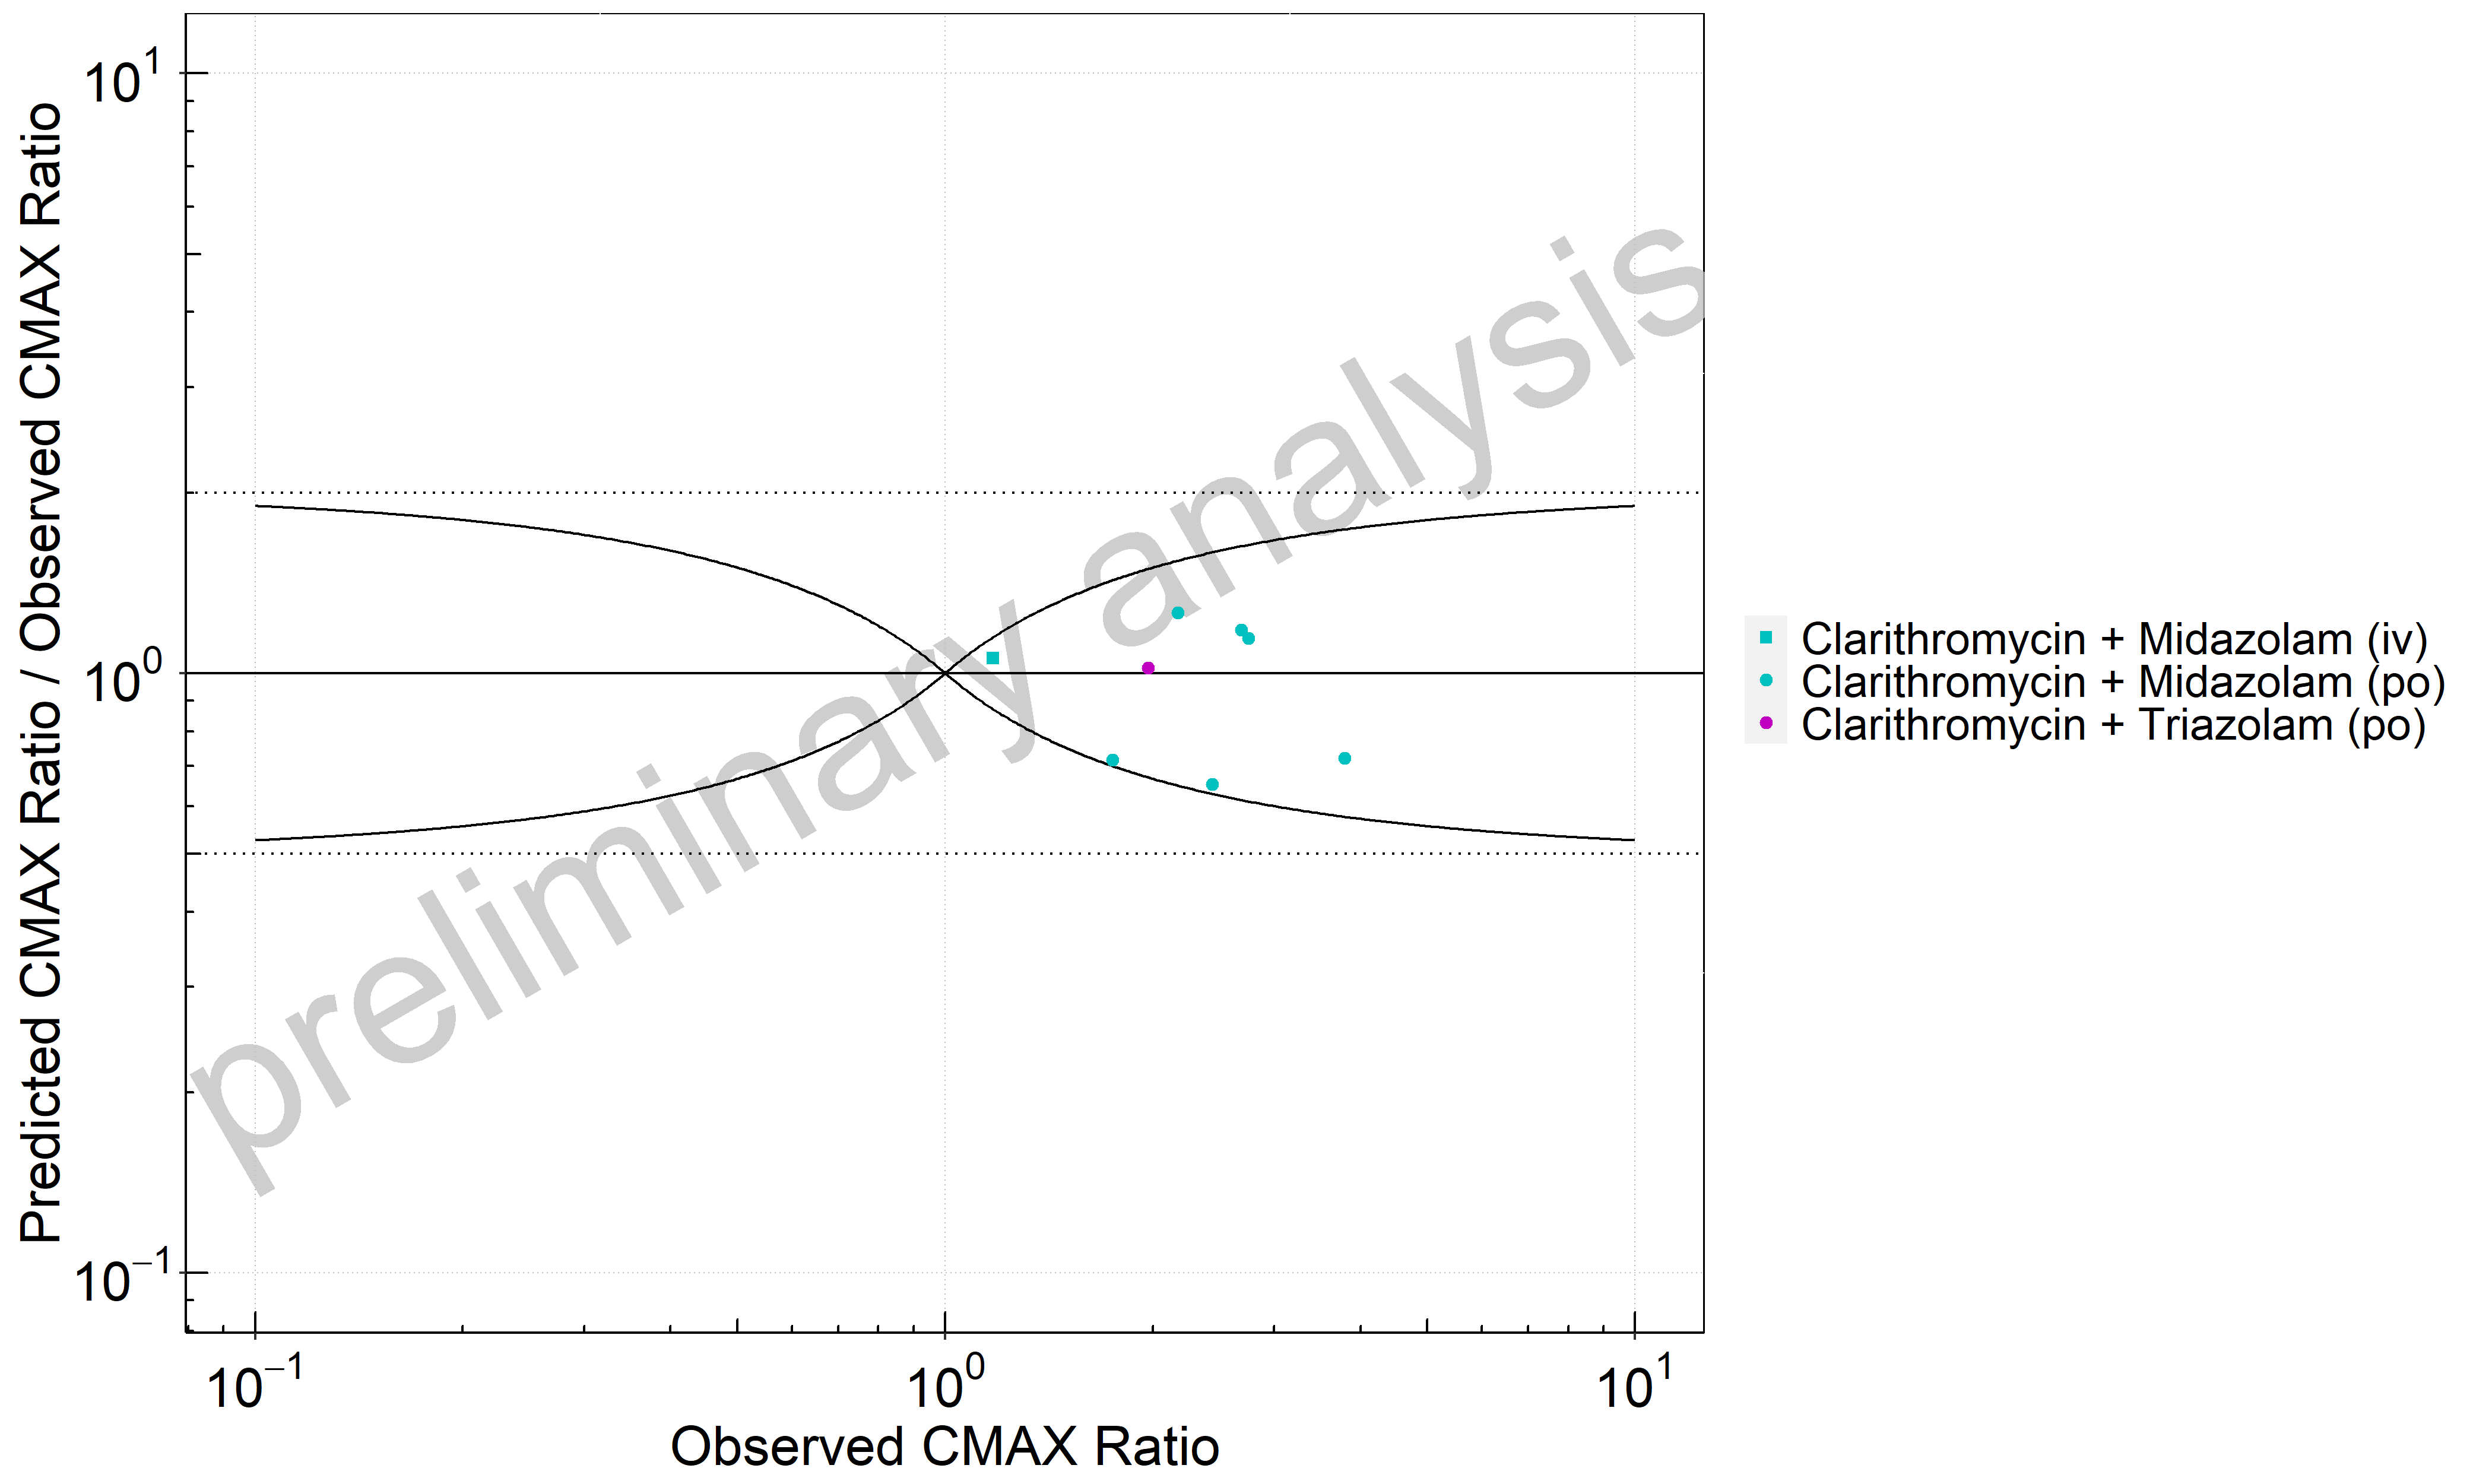 Predicted CMAX Ratio / Observed CMAX Ratio
10¹
10⁰
10⁻¹
preliminary analysis
10⁻¹
10⁰
10¹
Observed CMAX Ratio
Clarithromycin + Midazolam (iv)
Clarithromycin + Midazolam (po)
Clarithromycin + Triazolam (po)